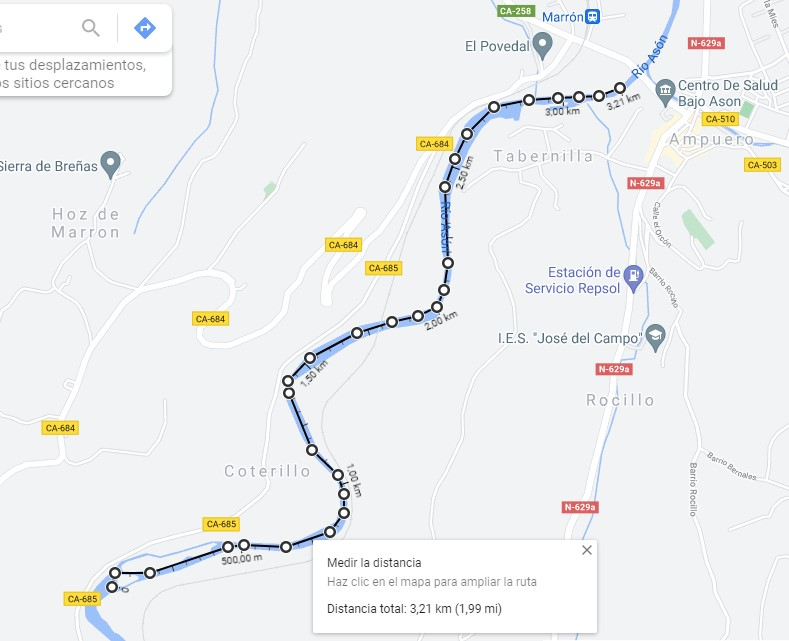 CA-258
Marrón
s
El Povedal
N-629a
Río Asón
e tus desplazamientos,
os sitios cercanos
Centro De Salud
Bajo Ason
3,00 km
3,21 km
CA-510
Ampuero
CA-684
Tabernilla
CA-503
Sierra de Breñas
2,50 km
N-629a
Hoz de
Marron
Río Asón
Calle el Orcón
CA-684
CA-685
Estación de
Servicio Repsol
Barrio Rocillo
CA-684
2,00 km
I.E.S. "José del Campo"
1,50 km
N-629a
Rocillo
CA-684
Coterillo
1,00 km
Barrio Bernales
Barrio Rocillo
N-629a
CA-685
500,00 m
Medir la distancia
Haz clic en el mapa para ampliar la ruta
CA-685
Distancia total: 3,21 km (1,99 mi)